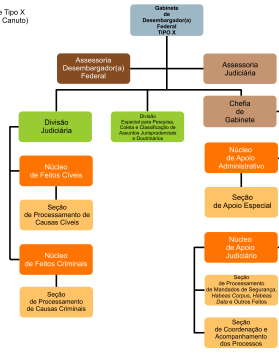 e Tipo X
Canuto)
Gabinete
de
Desembargador(a)
Federal
TIPO X
Assessoria
Desembargador(a)
Federal
Assessoria
Judiciária
Divisão
Judiciária
Divisão
Especial para Pesquisa,
Coleta e Classificação de
Assuntos Jurisprudenciais
e Doutrinários
Chefia
de
Gabinete
Núcleo
de Feitos Cíveis
Núcleo
de Apoio
Administrativo
Seção
de Processamento de
Causas Cíveis
Seção
de Apoio Especial
Núcleo
de Feitos Criminais
Núcleo
de Apoio
Judiciário
Seção
de Processamento
de Causas Criminais
Seção
de Processamento
de Mandados de Segurança,
Habeas Corpus, Habeas
Data e Outros Feitos
Seção
de Coordenação e
Acompanhamento
dos Processos